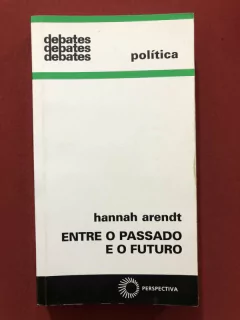 debates
debates
debates
política
hannah arendt
ENTRE O PASSADO
E O FUTURO
PERSPECTIVA